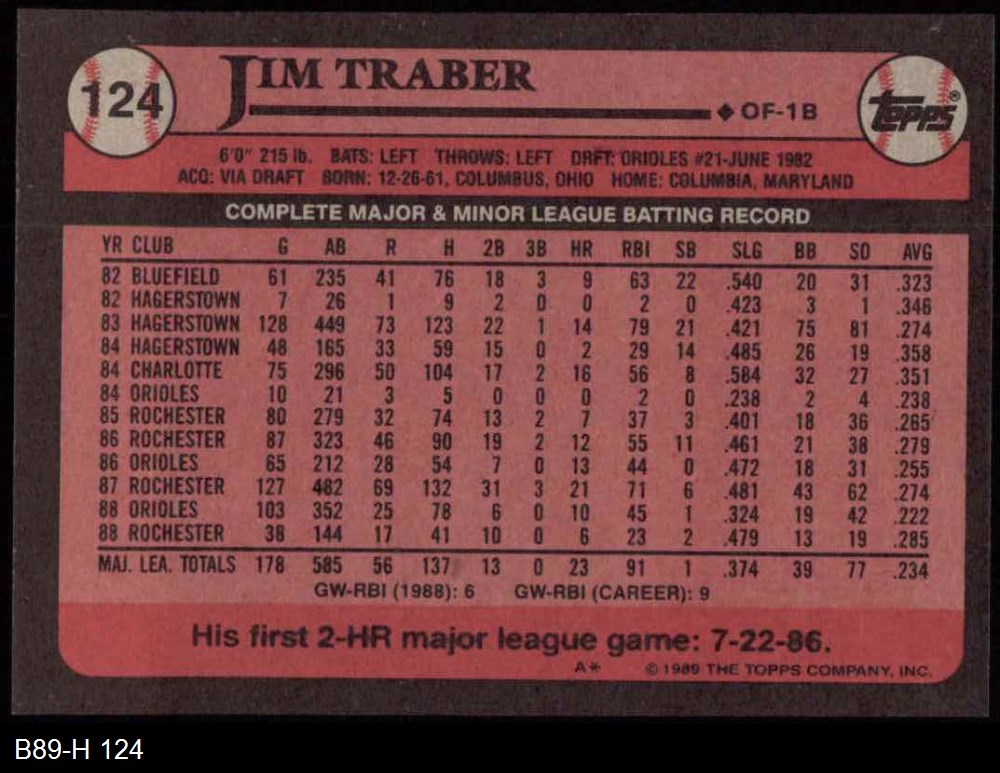 124
JIM TRABER
◆ OF-1B
TOPPS®
6'0" 215 lb. BATS: LEFT THROWS: LEFT DRFT: ORIOLES #21-JUNE 1982
ACQ: VIA DRAFT BORN: 12-26-61, COLUMBUS, OHIO HOME: COLUMBIA, MARYLAND
COMPLETE MAJOR & MINOR LEAGUE BATTING RECORD
YR CLUB G AB R H 2B 3B HR RBI SB SLG BB SO AVG
82 BLUEFIELD 61 235 41 76 18 3 9 63 22 .540 20 31 .323
82 HAGERSTOWN 7 26 1 9 2 0 0 2 0 .423 3 1 .346
83 HAGERSTOWN 128 449 73 123 22 1 14 79 21 .421 75 81 .274
84 HAGERSTOWN 48 165 33 59 15 0 2 29 14 .485 26 19 .358
84 CHARLOTTE 75 296 50 104 17 2 16 56 8 .584 32 27 .351
84 ORIOLES 10 21 3 5 0 0 0 2 0 .238 2 4 .238
85 ROCHESTER 80 279 32 74 13 2 7 37 3 .401 18 36 .265
86 ROCHESTER 87 323 46 90 19 2 12 55 11 .461 21 38 .279
86 ORIOLES 65 212 28 54 7 0 13 44 0 .472 18 31 .255
87 ROCHESTER 127 482 69 132 31 3 21 71 6 .481 43 62 .274
88 ORIOLES 103 352 25 78 6 0 10 45 1 .324 19 42 .222
88 ROCHESTER 38 144 17 41 10 0 6 23 2 .479 13 19 .285
MAJ. LEA. TOTALS 178 585 56 137 13 0 23 91 1 .374 39 77 .234
GW-RBI (1988): 6 GW-RBI (CAREER): 9
His first 2-HR major league game: 7-22-86.
A* © 1989 THE TOPPS COMPANY, INC.
B89-H 124